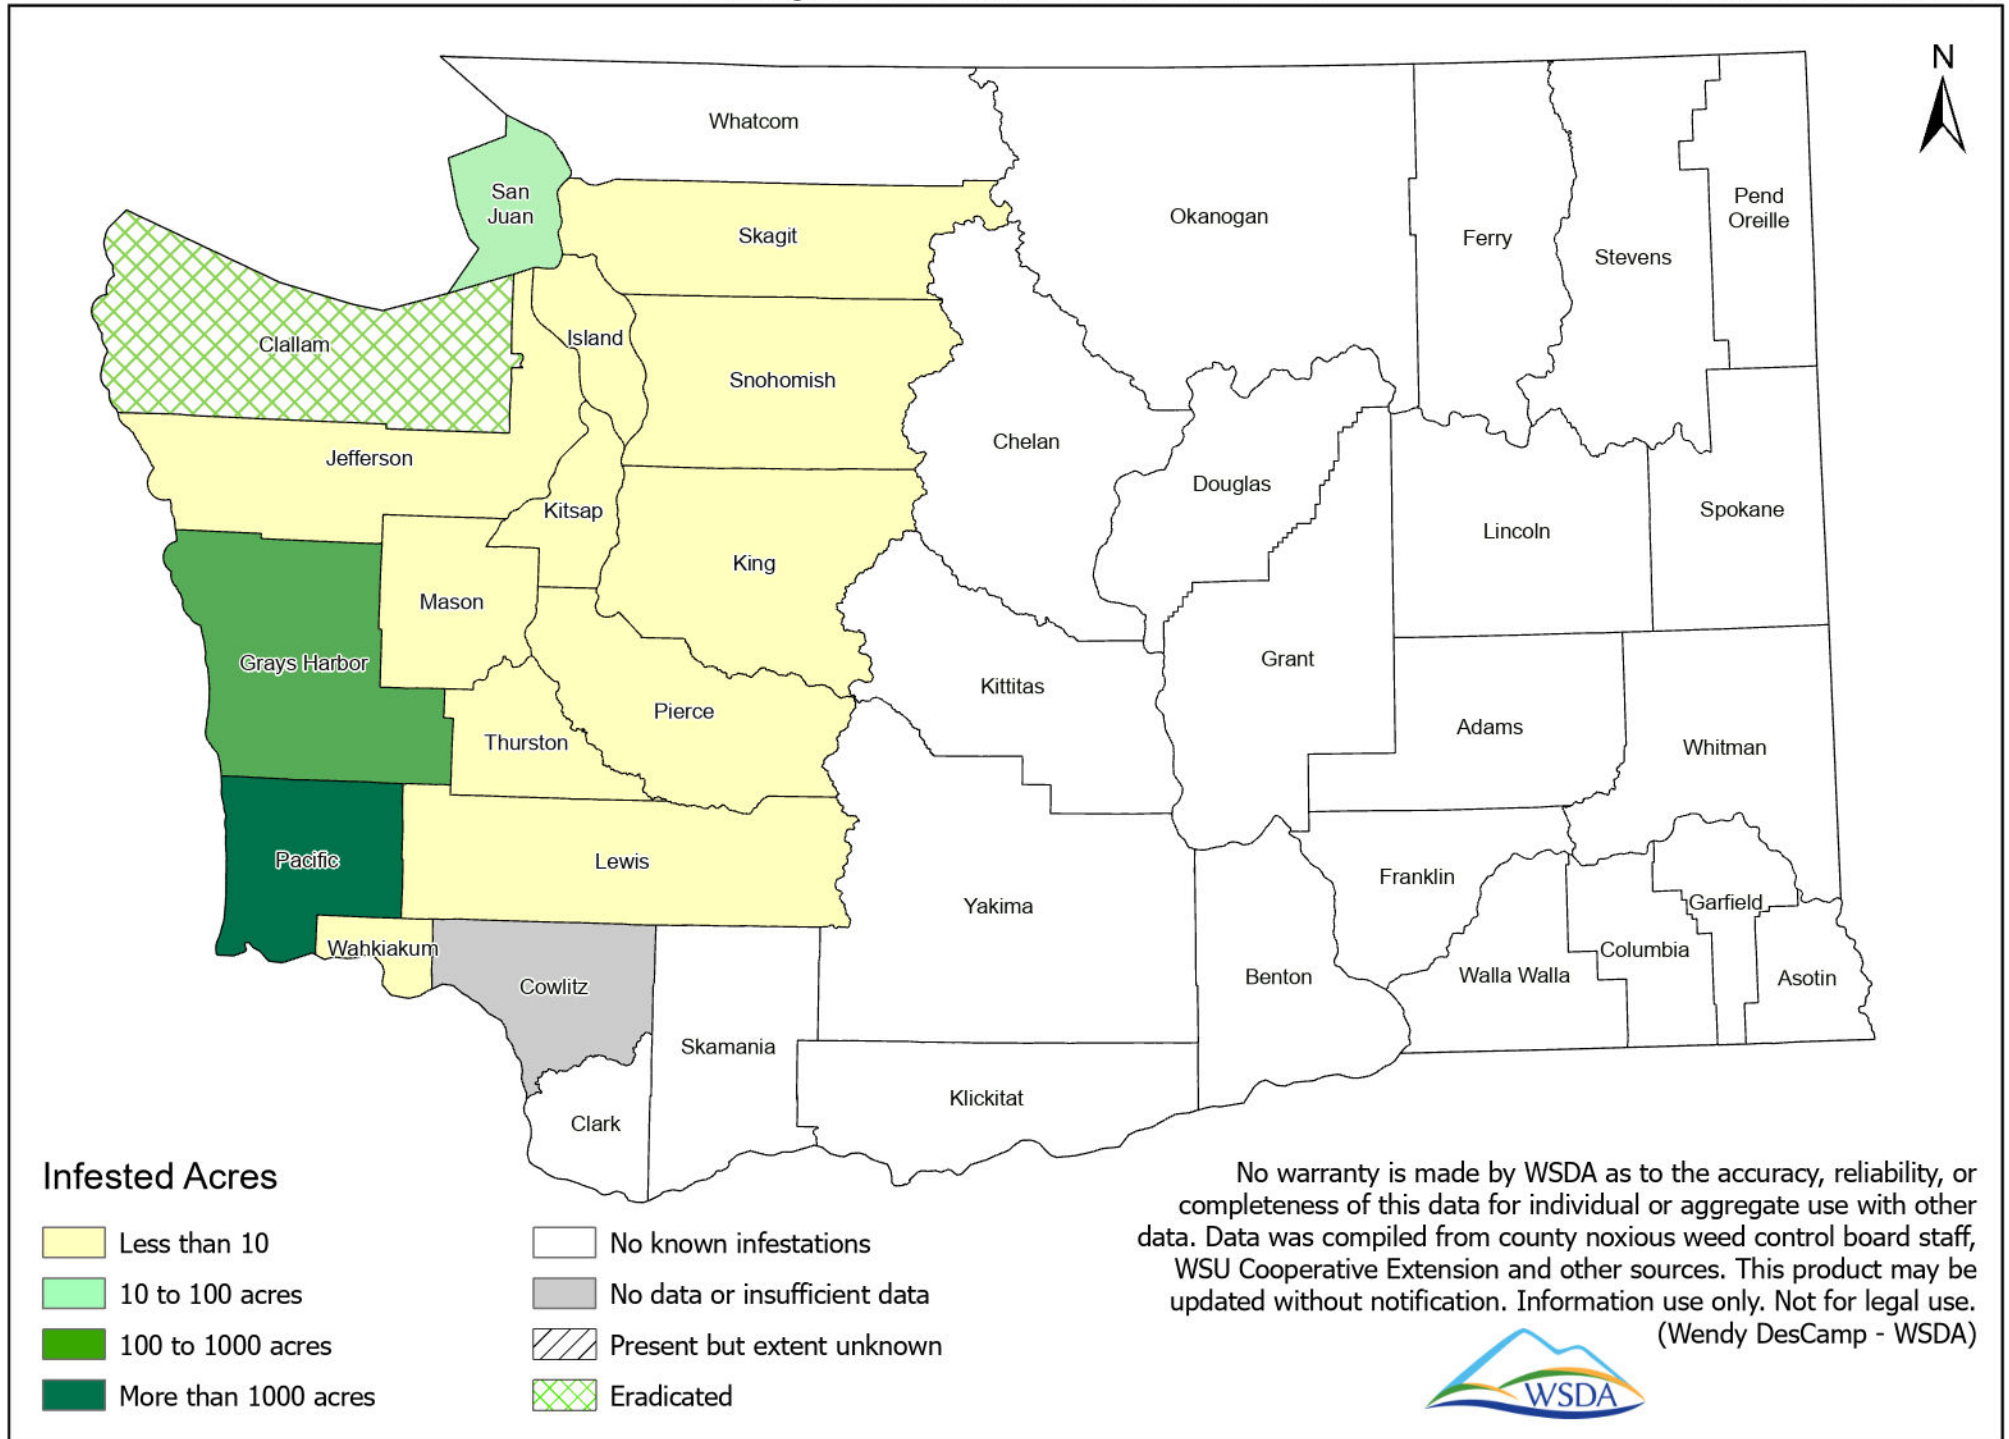 N
Whatcom
San
Juan
Skagit
Okanogan
Ferry
Stevens
Pend
Oreille
Clallam
Island
Snohomish
Chelan
Douglas
Jefferson
Kitsap
King
Lincoln
Spokane
Mason
Grays Harbor
Kittitas
Grant
Pierce
Thurston
Adams
Whitman
Pacific
Lewis
Yakima
Franklin
Garfield
Wahkiakum
Cowlitz
Benton
Walla Walla
Columbia
Asotin
Skamania
Klickitat
Clark
Infested Acres
Less than 10
10 to 100 acres
100 to 1000 acres
More than 1000 acres
No known infestations
No data or insufficient data
Present but extent unknown
Eradicated
No warranty is made by WSDA as to the accuracy, reliability, or
completeness of this data for individual or aggregate use with other
data. Data was compiled from county noxious weed control board staff,
WSU Cooperative Extension and other sources. This product may be
updated without notification. Information use only. Not for legal use.
(Wendy DesCamp - WSDA)
WSDA